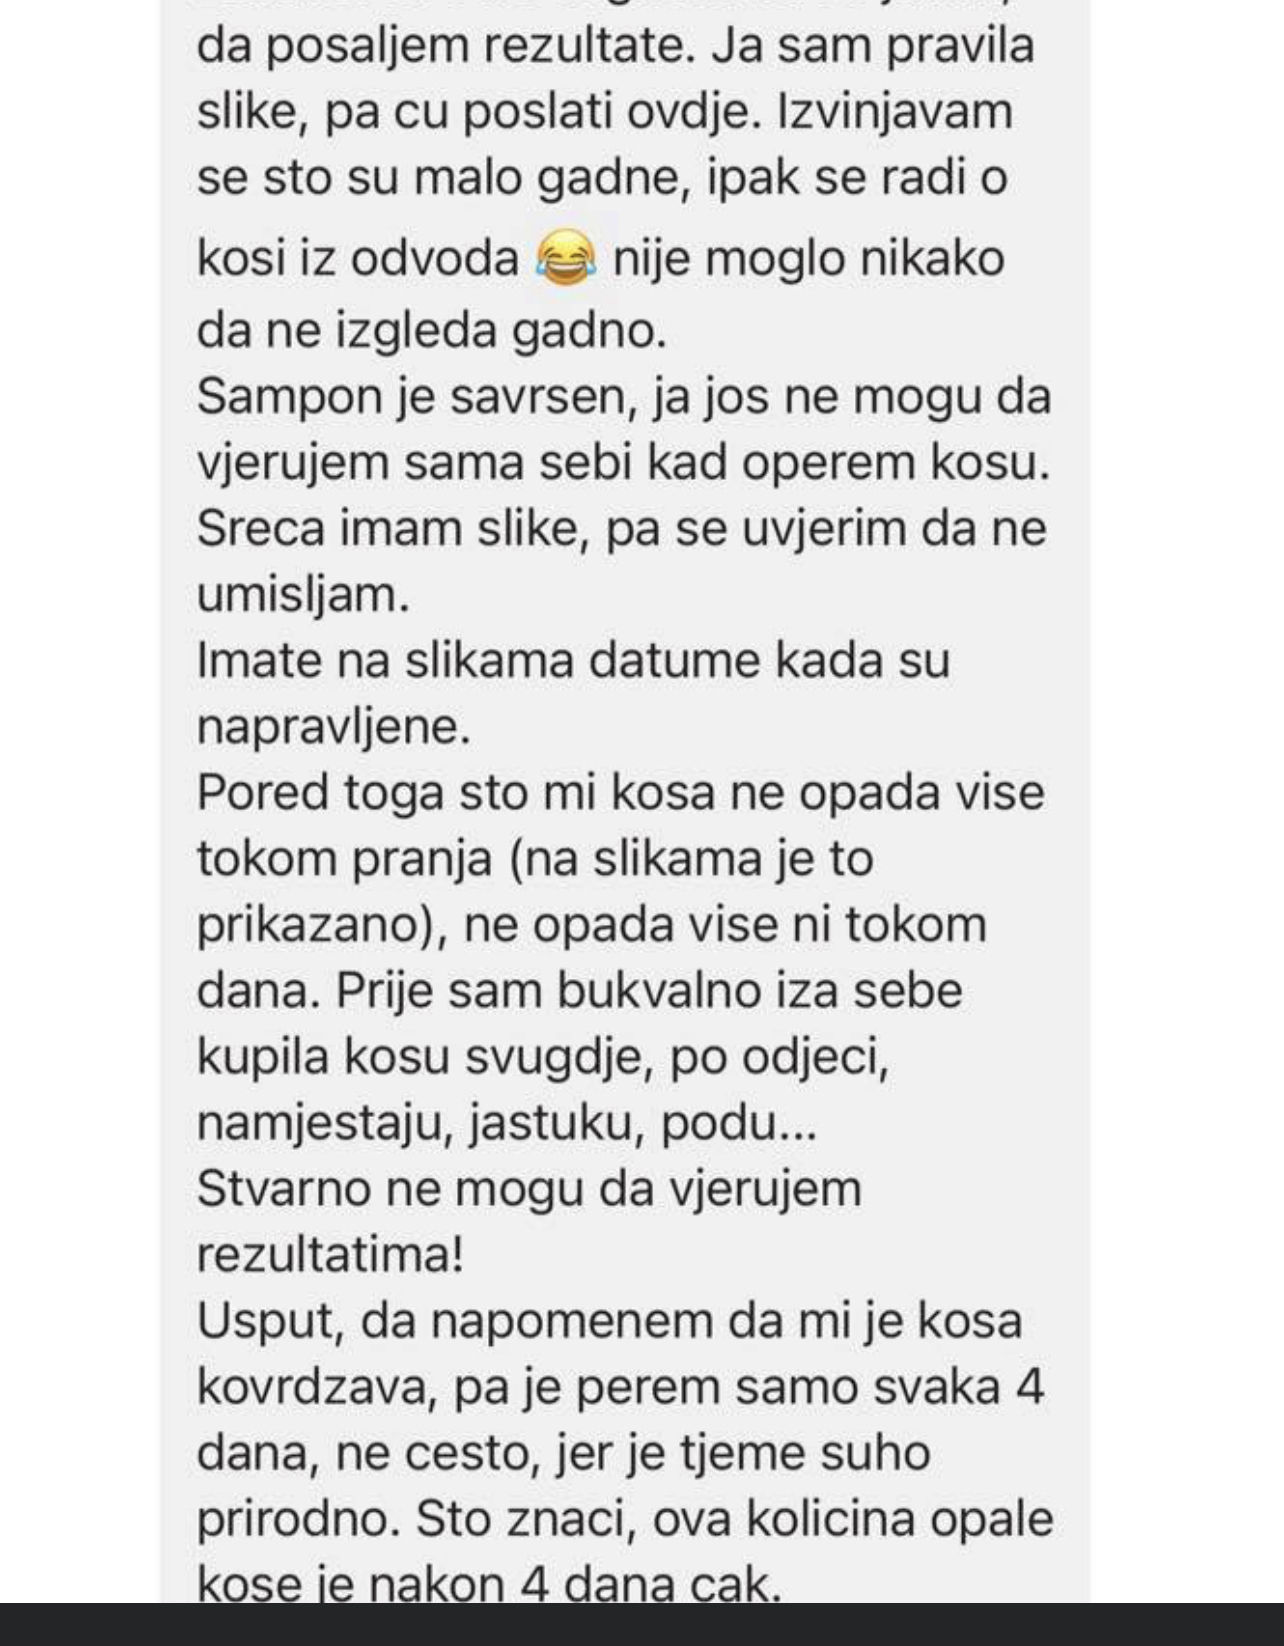 da posaljem rezultate. Ja sam pravila
slike, pa cu poslati ovdje. Izvinjavam
se sto su malo gadne, ipak se radi o
kosi iz odvoda 😂 nije moglo nikako
da ne izgleda gadno.
Sampon je savrsen, ja jos ne mogu da
vjerujem sama sebi kad operem kosu.
Sreca imam slike, pa se uvjerim da ne
umisljam.
Imate na slikama datume kada su
napravljene.
Pored toga sto mi kosa ne opada vise
tokom pranja (na slikama je to
prikazano), ne opada vise ni tokom
dana. Prije sam bukvalno iza sebe
kupila kosu svugdje, po odjeci,
namjestaju, jastuku, podu...
Stvarno ne mogu da vjerujem
rezultatima!
Usput, da napomenem da mi je kosa
kovrdzava, pa je perem samo svaka 4
dana, ne cesto, jer je tjeme suho
prirodno. Sto znaci, ova kolicina opale
kose je nakon 4 dana cak.